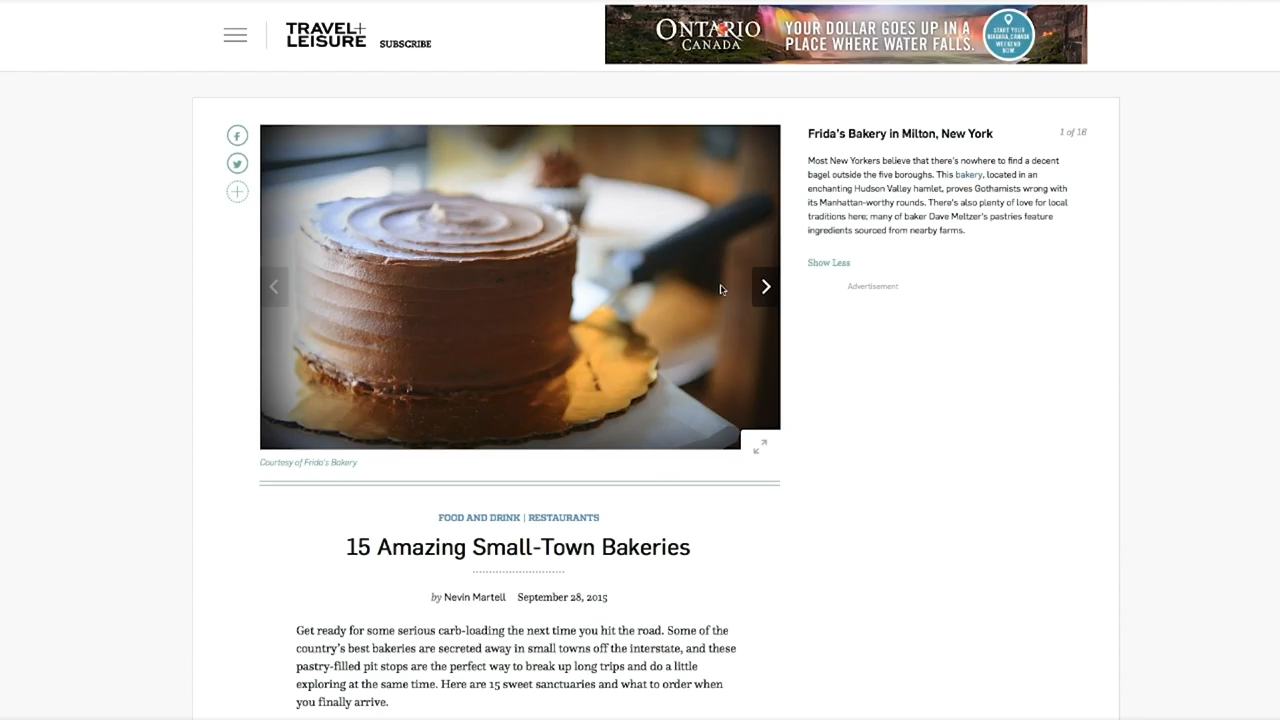 TRAVEL+
LEISURE
SUBSCRIBE
ONTARIO
CANADA
YOUR DOLLAR GOES UP IN A
PLACE WHERE WATER FALLS.
START YOUR
NIAGARA, CANADA
WEEKEND
NOW
Frida's Bakery in Milton, New York
1 of 16
Most New Yorkers believe that there's nowhere to find a decent
bagel outside the five boroughs. This bakery, located in an
enchanting Hudson Valley hamlet, proves Gothamists wrong with
its Manhattan-worthy rounds. There's also plenty of love for local
traditions here; many of baker Dave Meltzer's pastries feature
ingredients sourced from nearby farms.
Show Less
Advertisement
Courtesy of Frida's Bakery
FOOD AND DRINK | RESTAURANTS
15 Amazing Small-Town Bakeries
by Nevin Martell September 28, 2015
Get ready for some serious carb-loading the next time you hit the road. Some of the
country's best bakeries are secreted away in small towns off the interstate, and these
pastry-filled pit stops are the perfect way to break up long trips and do a little
exploring at the same time. Here are 15 sweet sanctuaries and what to order when
you finally arrive.